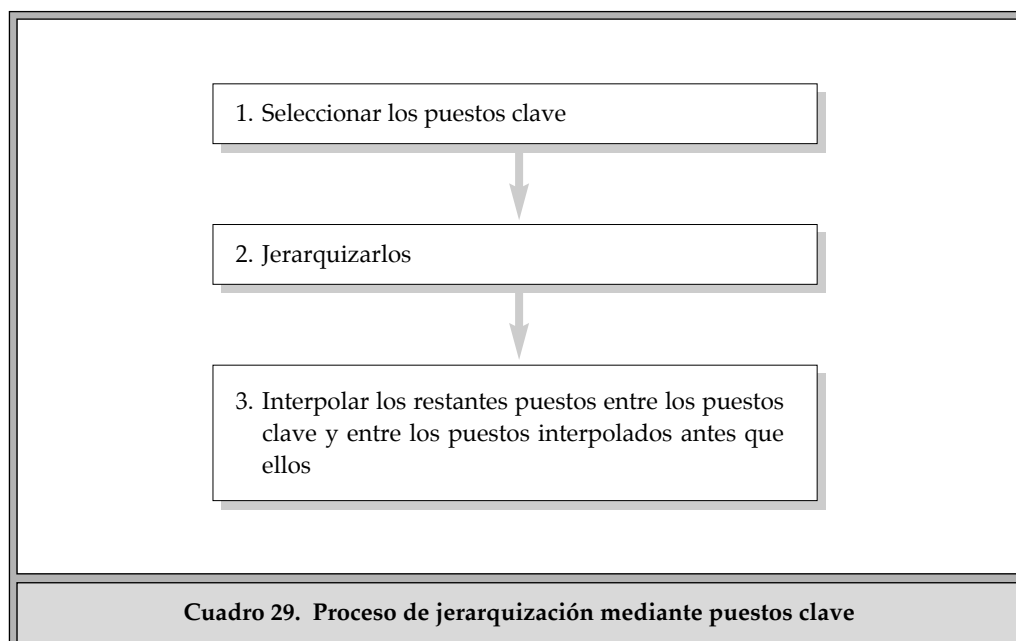 1. Seleccionar los puestos clave
2. Jerarquizarlos
3. Interpolar los restantes puestos entre los puestos
clave y entre los puestos interpolados antes que
ellos
Cuadro 29. Proceso de jerarquización mediante puestos clave